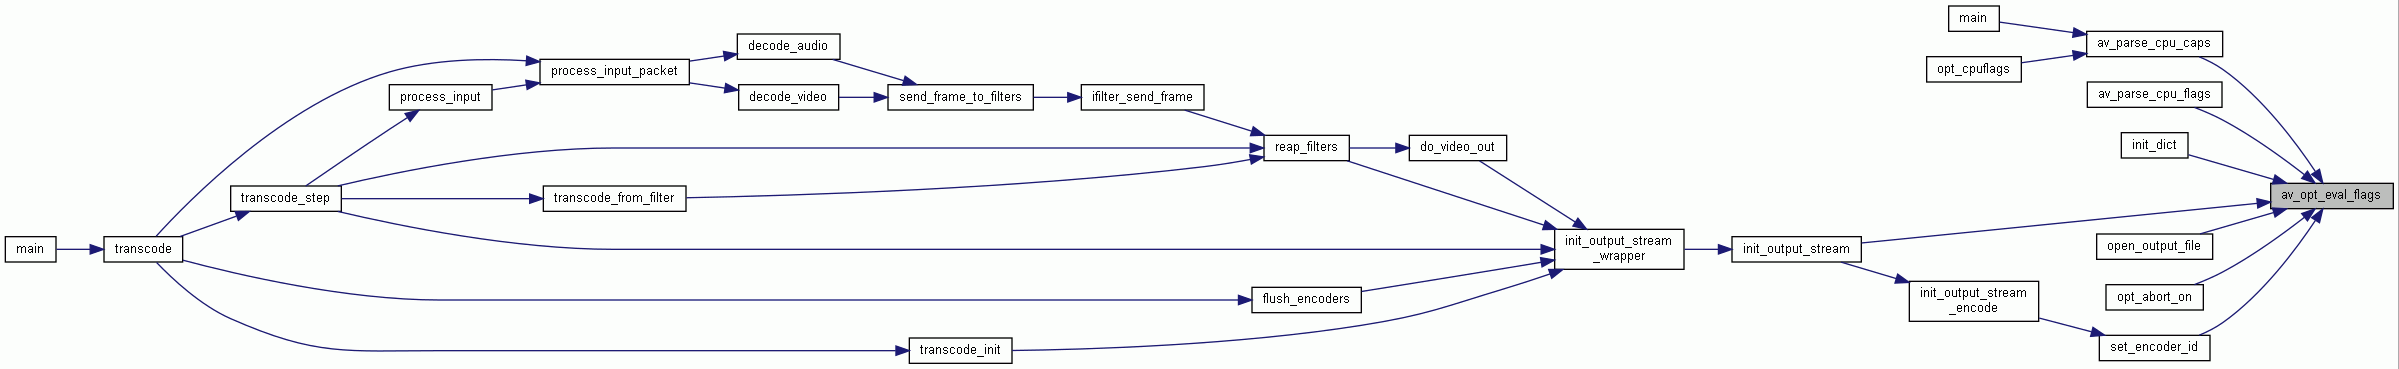 main
transcode
transcode_step
process_input
process_input_packet
decode_audio
decode_video
send_frame_to_filters
ifilter_send_frame
reap_filters
do_video_out
transcode_from_filter
init_output_stream
_wrapper
flush_encoders
transcode_init
init_output_stream
init_output_stream
_encode
set_encoder_id
main
opt_cpuflags
av_parse_cpu_caps
av_parse_cpu_flags
init_dict
av_opt_eval_flags
open_output_file
opt_abort_on